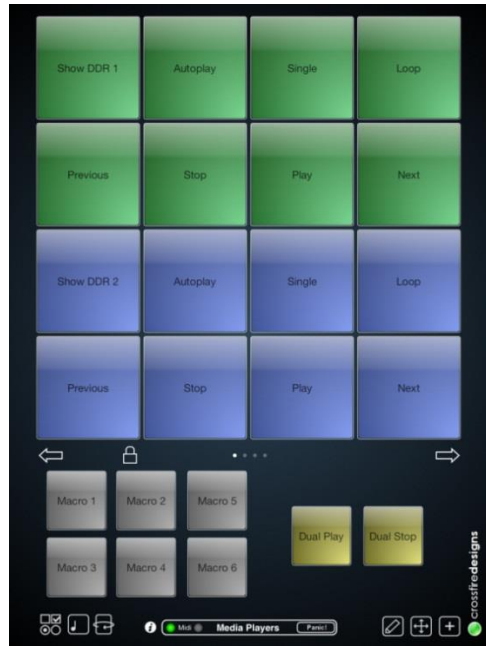 Show DDR 1 Autoplay Single Loop
Previous Stop Play Next
Show DDR 2 Autoplay Single Loop
Previous Stop Play Next
Macro 1 Macro 2 Macro 5
Dual Play Dual Stop
Macro 3 Macro 4 Macro 6
i Midi Media Players Panic!
crossfiredesigns